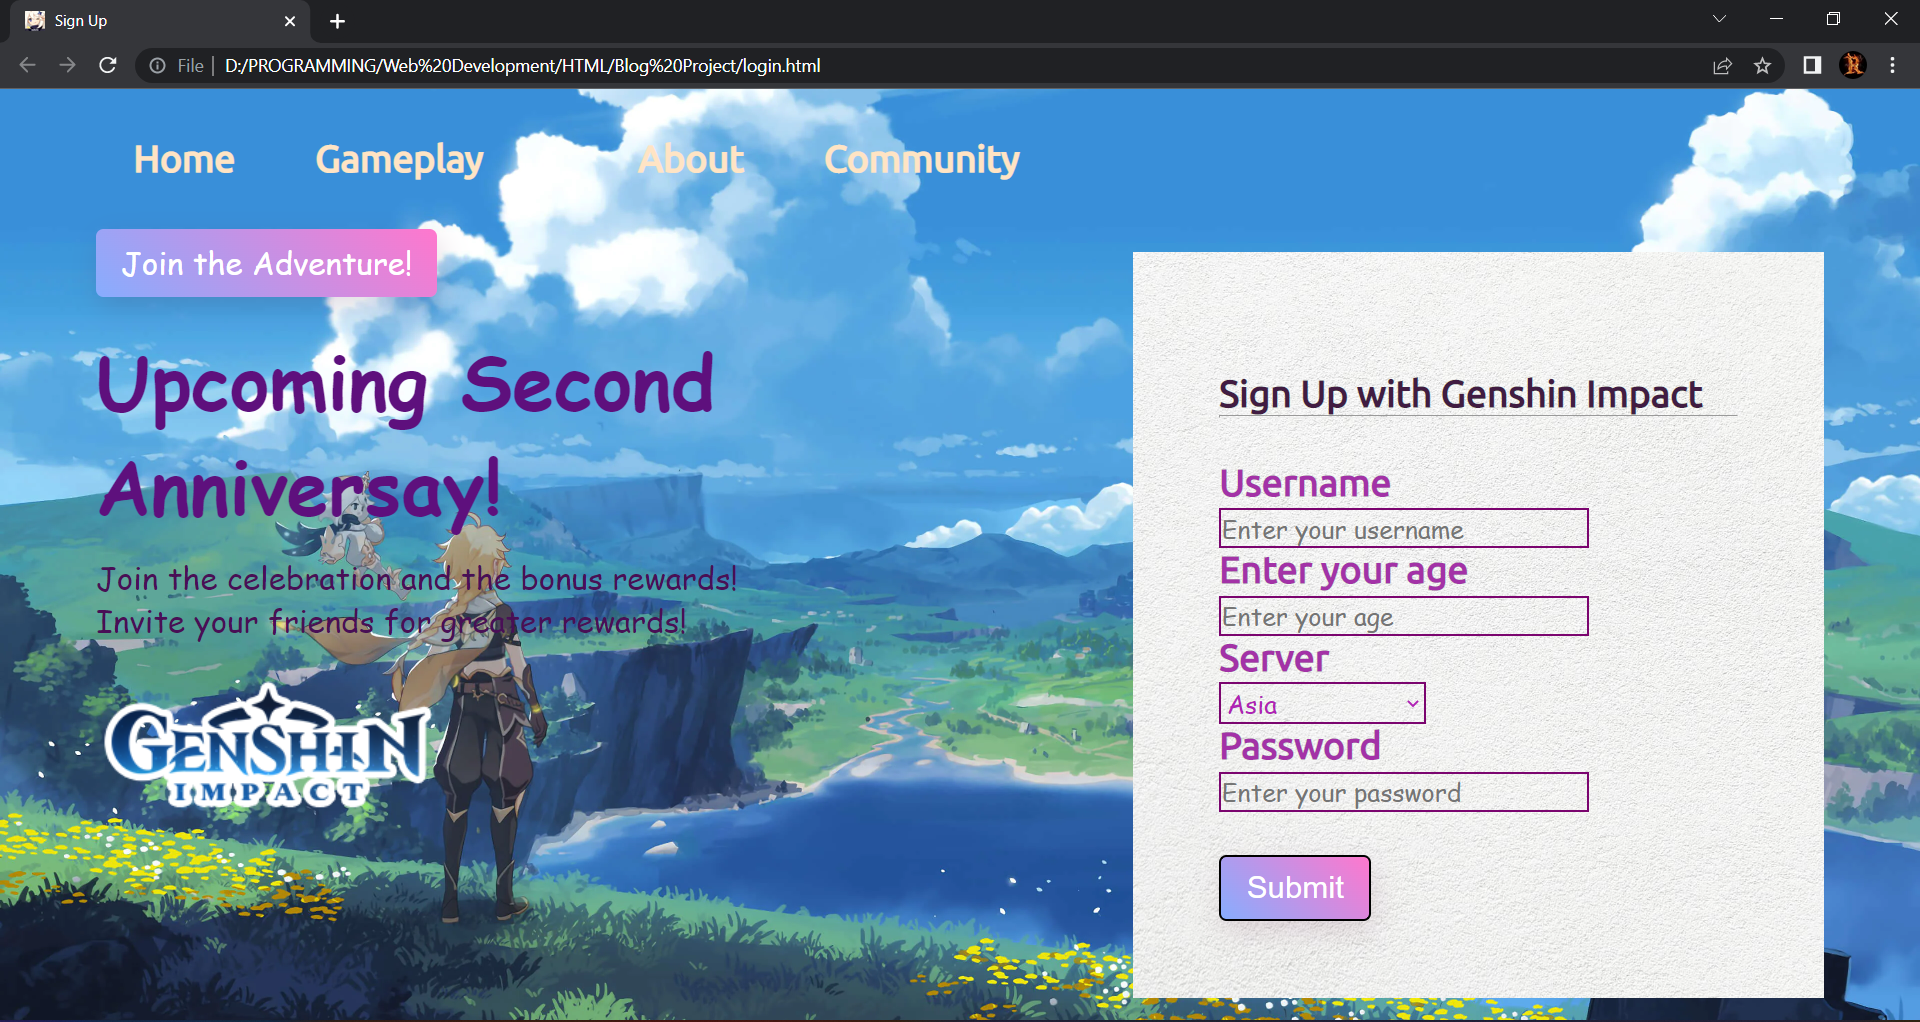 Sign Up
File | D:/PROGRAMMING/Web%20Development/HTML/Blog%20Project/login.html
Home Gameplay About Community
Join the Adventure!
Upcoming Second
Anniversay!
Join the celebration and the bonus rewards!
Invite your friends for greater rewards!
GENSHIN
IMPACT
Sign Up with Genshin Impact
Username
Enter your username
Enter your age
Enter your age
Server
Asia
Password
Enter your password
Submit